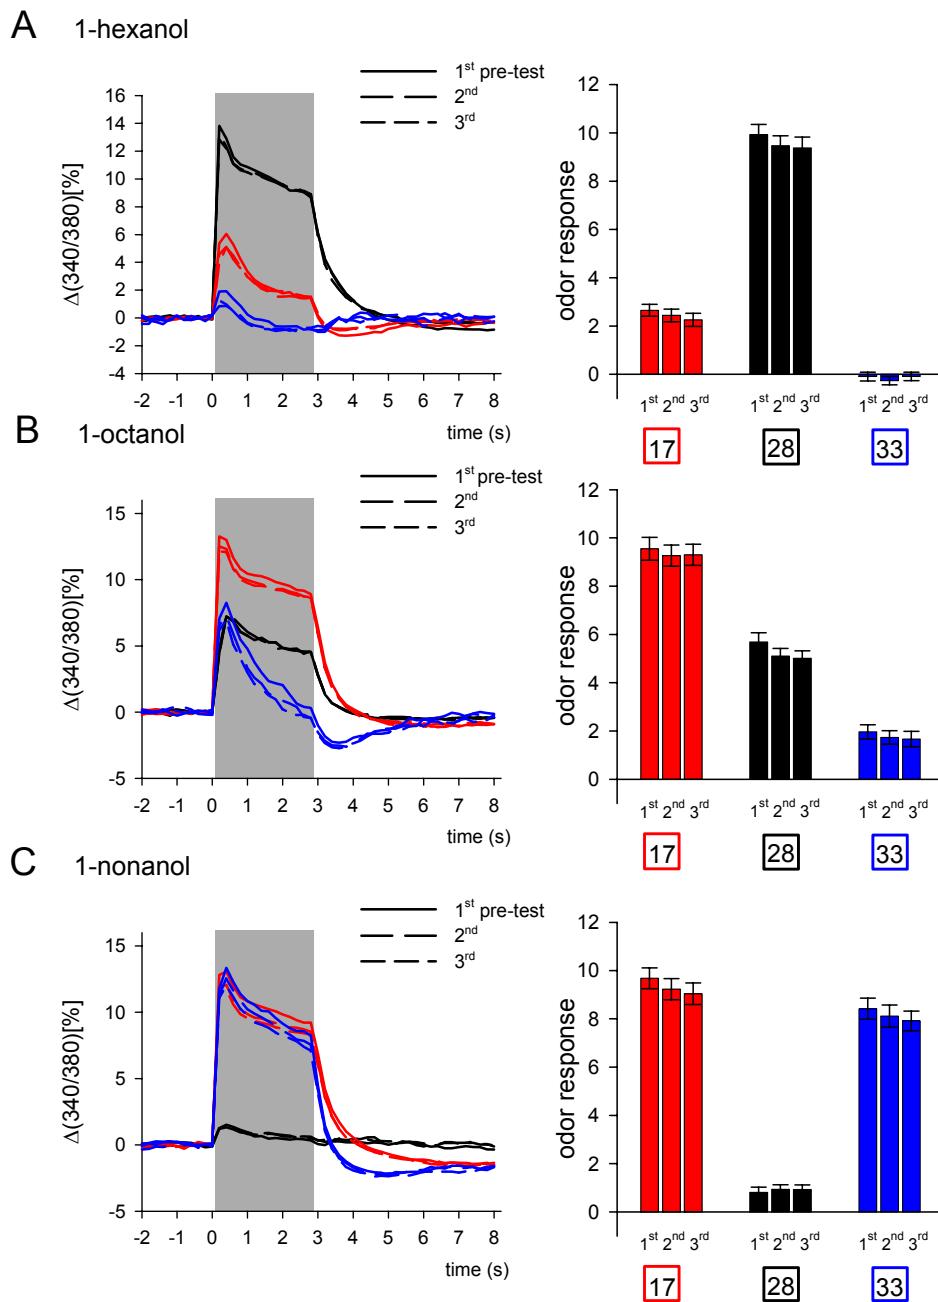 A 1-hexanol
1st pre-test
2nd
3rd
Δ(340/380)[%]
16
14
12
10
8
6
4
2
0
-2
-4
-2 -1 0 1 2 3 4 5 6 7 8
time (s)
odor response
12
10
8
6
4
2
0
1st 2nd 3rd 1st 2nd 3rd 1st 2nd 3rd
17 28 33
B 1-octanol
1st pre-test
2nd
3rd
Δ(340/380)[%]
15
10
5
0
-5
-2 -1 0 1 2 3 4 5 6 7 8
time (s)
odor response
12
10
8
6
4
2
0
1st 2nd 3rd 1st 2nd 3rd 1st 2nd 3rd
17 28 33
C 1-nonanol
1st pre-test
2nd
3rd
Δ(340/380)[%]
15
10
5
0
-5
-2 -1 0 1 2 3 4 5 6 7 8
time (s)
odor response
12
10
8
6
4
2
0
1st 2nd 3rd 1st 2nd 3rd 1st 2nd 3rd
17 28 33